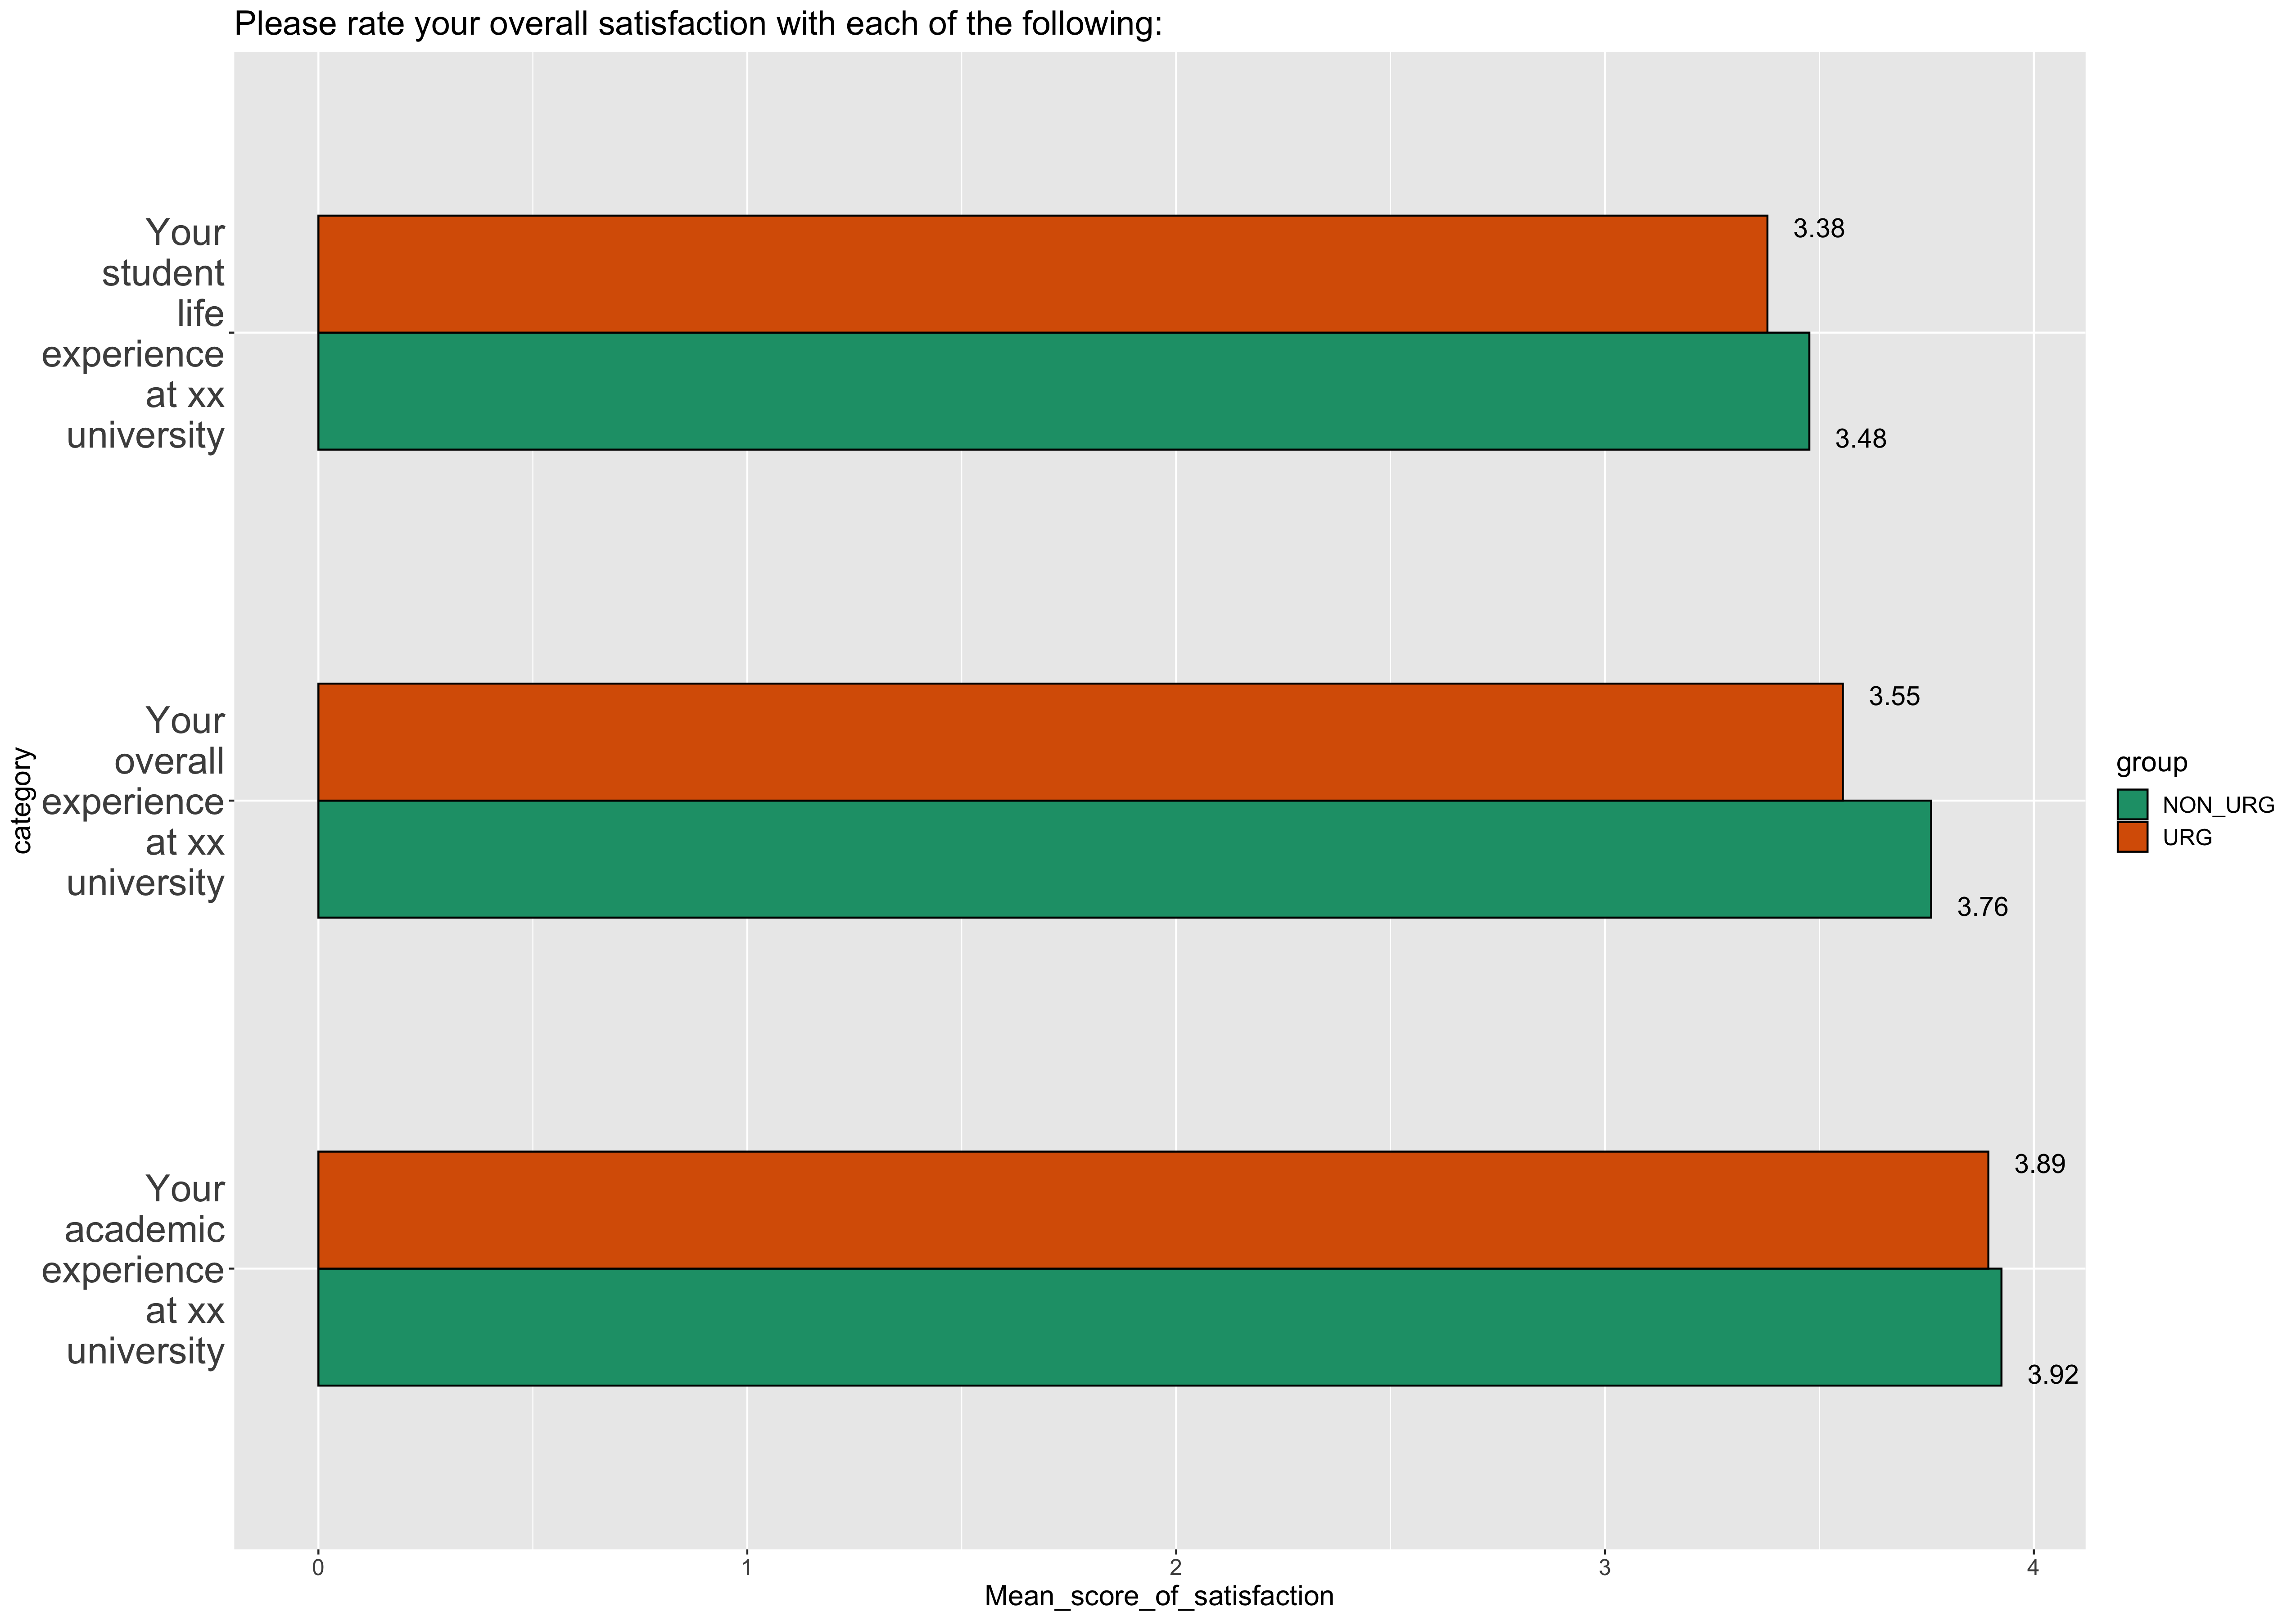 Please rate your overall satisfaction with each of the following:
Your
student
life
experience
at xx
university
3.38
3.48
Your
overall
experience
at xx
university
3.55
3.76
Your
academic
experience
at xx
university
3.89
3.92
category
group
NON_URG
URG
0 1 2 3 4
Mean_score_of_satisfaction